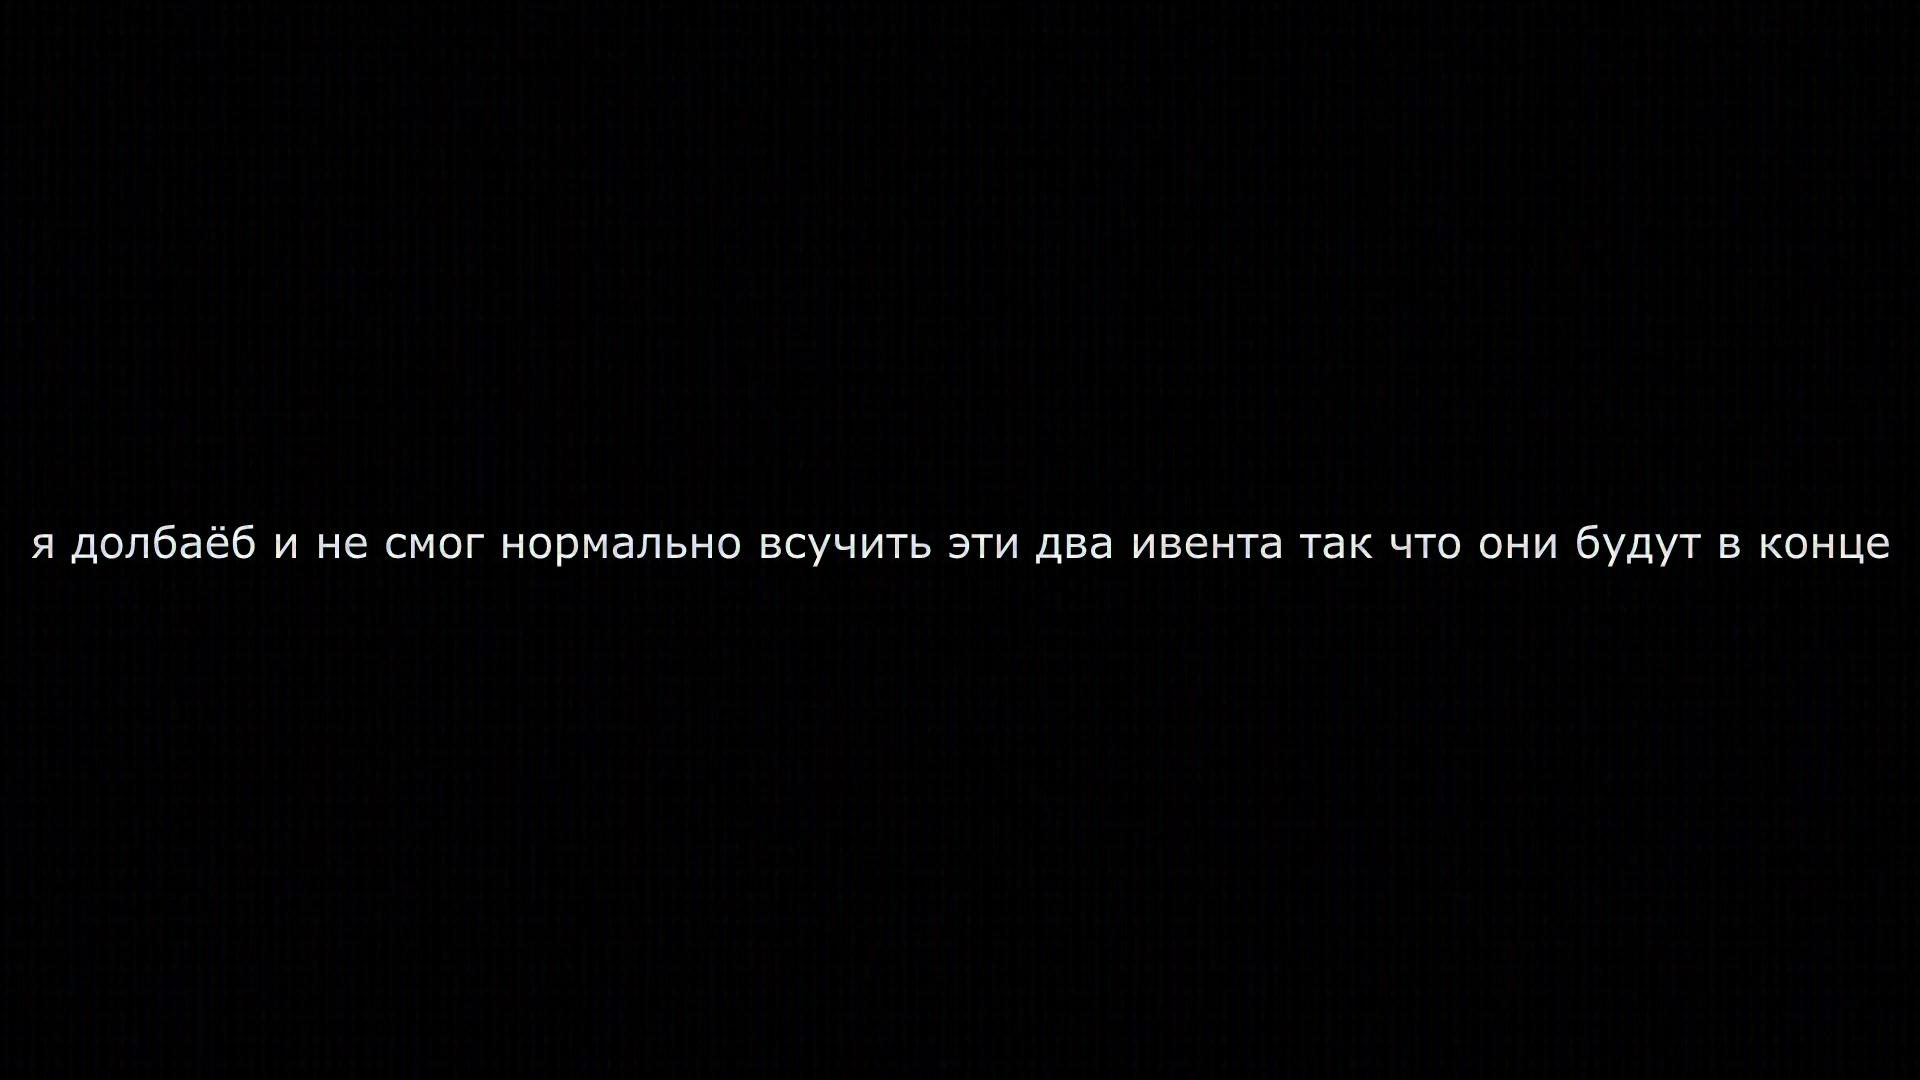 я долбаёб и не смог нормально всучить эти два ивента так что они будут в конце